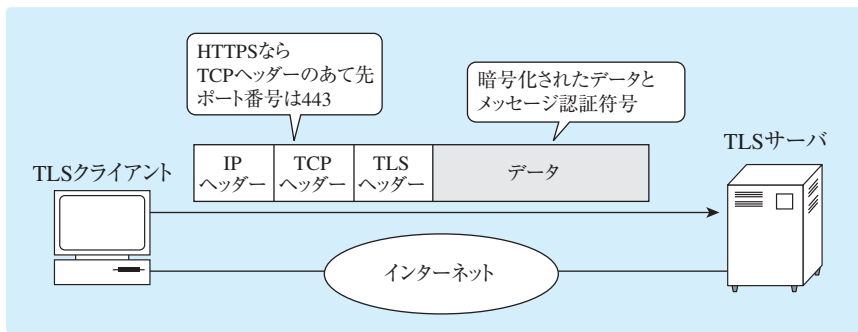 HTTPSなら
TCPヘッダーのあて先
ポート番号は443
暗号化されたデータと
メッセージ認証符号
TLSサーバ
TLSクライアント
IP
ヘッダー
TCP
ヘッダー
TLS
ヘッダー
データ
インターネット